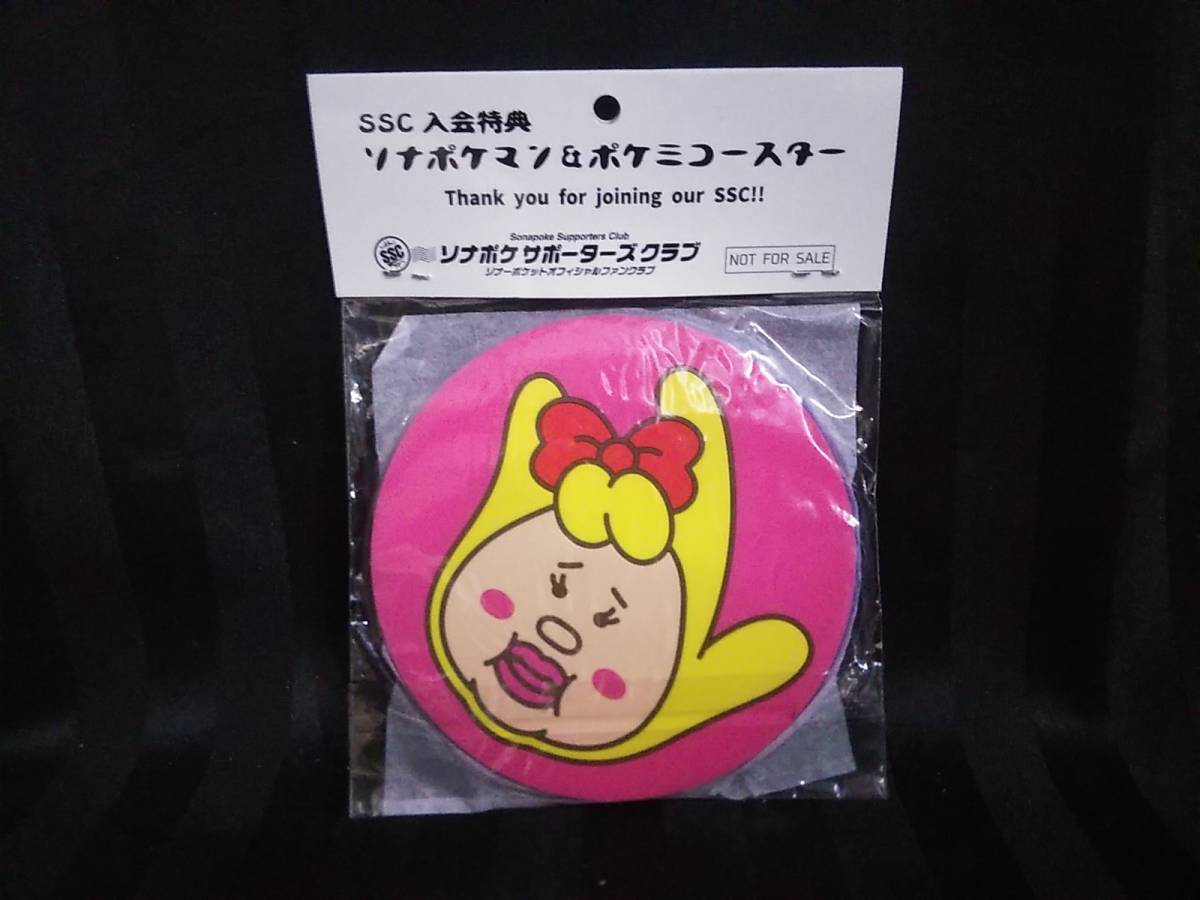 SSC 入会特典
ソナポケマン&ポケミコースター
Thank you for joining our SSC!!
Sonapoke Supporters Club
SSC
ソナポケサポーターズクラブ
ソナーポケットオフィシャルファンクラブ
NOT FOR SALE